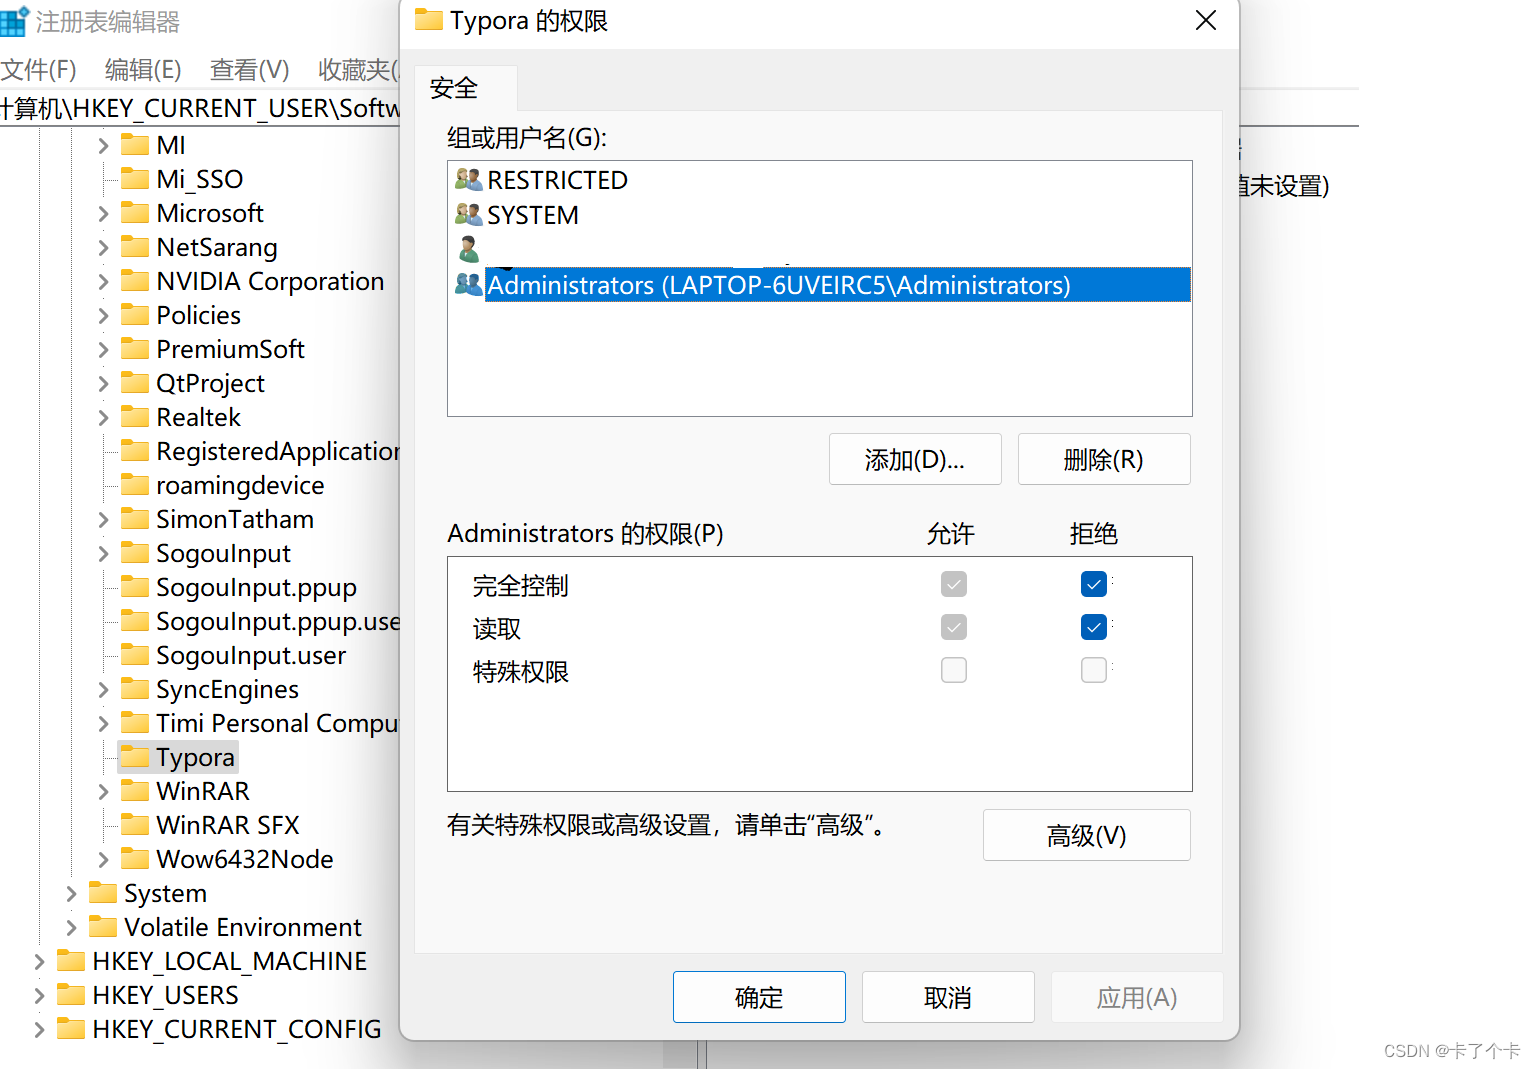 注册表编辑器
文件(F) 编辑(E) 查看(V) 收藏夹(
计算机\HKEY_CURRENT_USER\Softw
MI
Mi_SSO
Microsoft
NetSarang
NVIDIA Corporation
Policies
PremiumSoft
QtProject
Realtek
RegisteredApplication
roamingdevice
SimonTatham
SogouInput
SogouInput.ppup
SogouInput.ppup.use
SogouInput.user
SyncEngines
Timi Personal Compu
Typora
WinRAR
WinRAR SFX
Wow6432Node
System
Volatile Environment
HKEY_LOCAL_MACHINE
HKEY_USERS
HKEY_CURRENT_CONFIG
Typora 的权限
安全
组或用户名(G):
RESTRICTED
SYSTEM
Administrators (LAPTOP-6UVEIRC5\Administrators)
添加(D)...
删除(R)
Administrators 的权限(P) 允许 拒绝
完全控制
读取
特殊权限
有关特殊权限或高级设置，请单击“高级”。
高级(V)
确定
取消
应用(A)
值未设置)
CSDN @卡了个卡